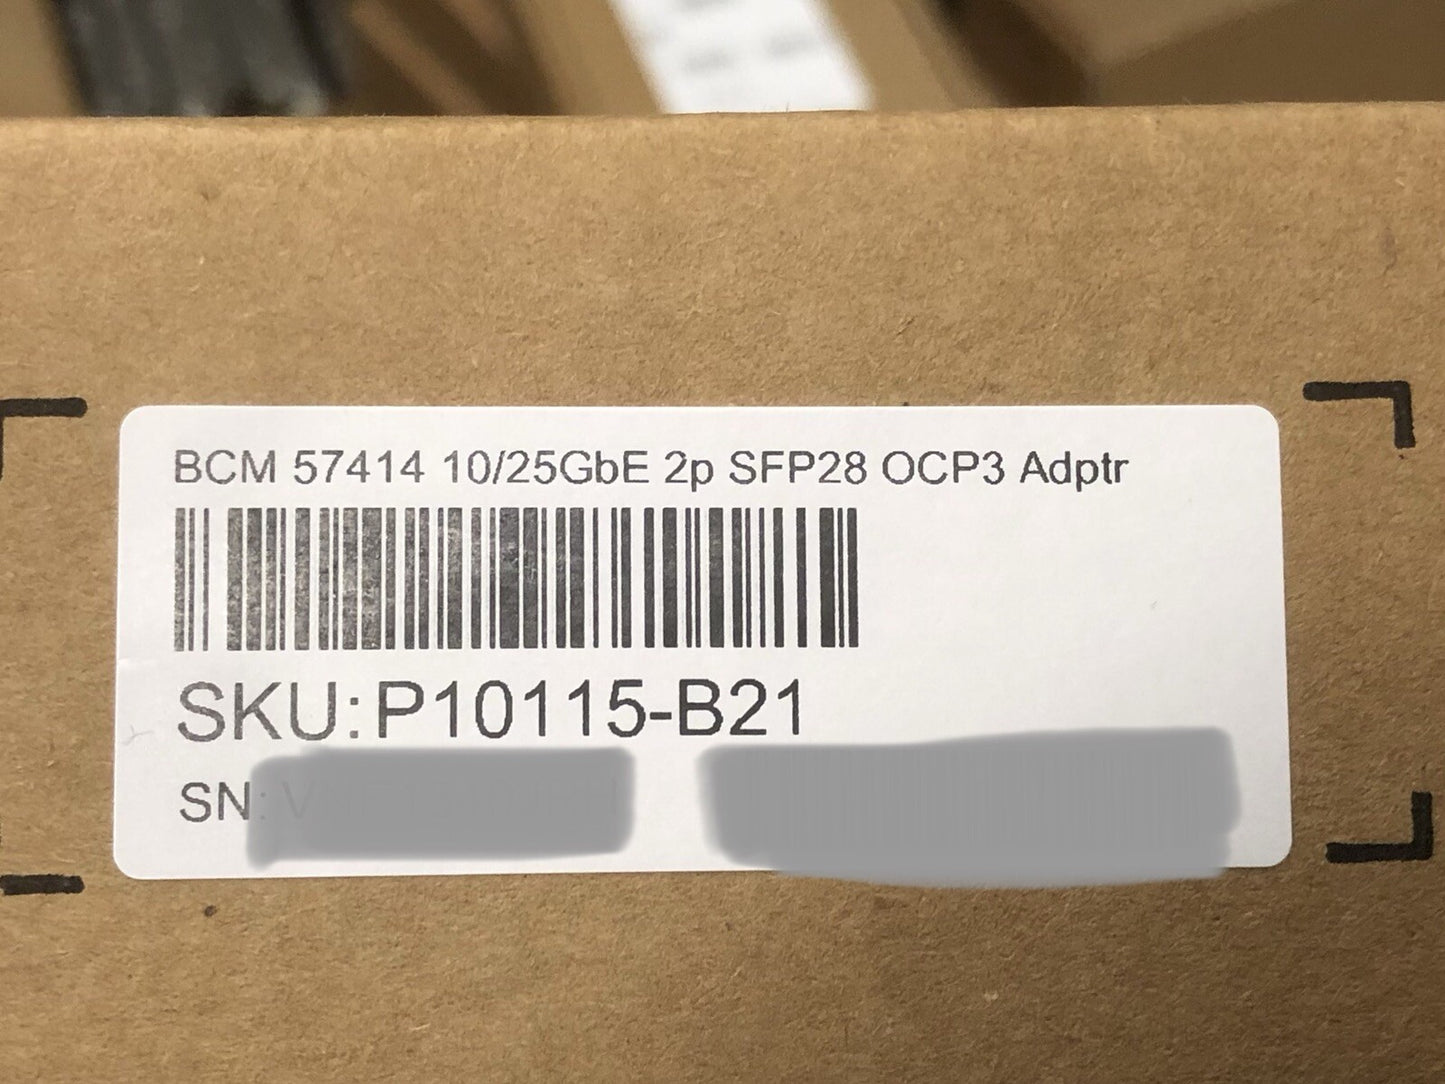 BCM 57414 10/25GbE 2p SFP28 OCP3 Adptr
SKU:P10115-B21
SN: